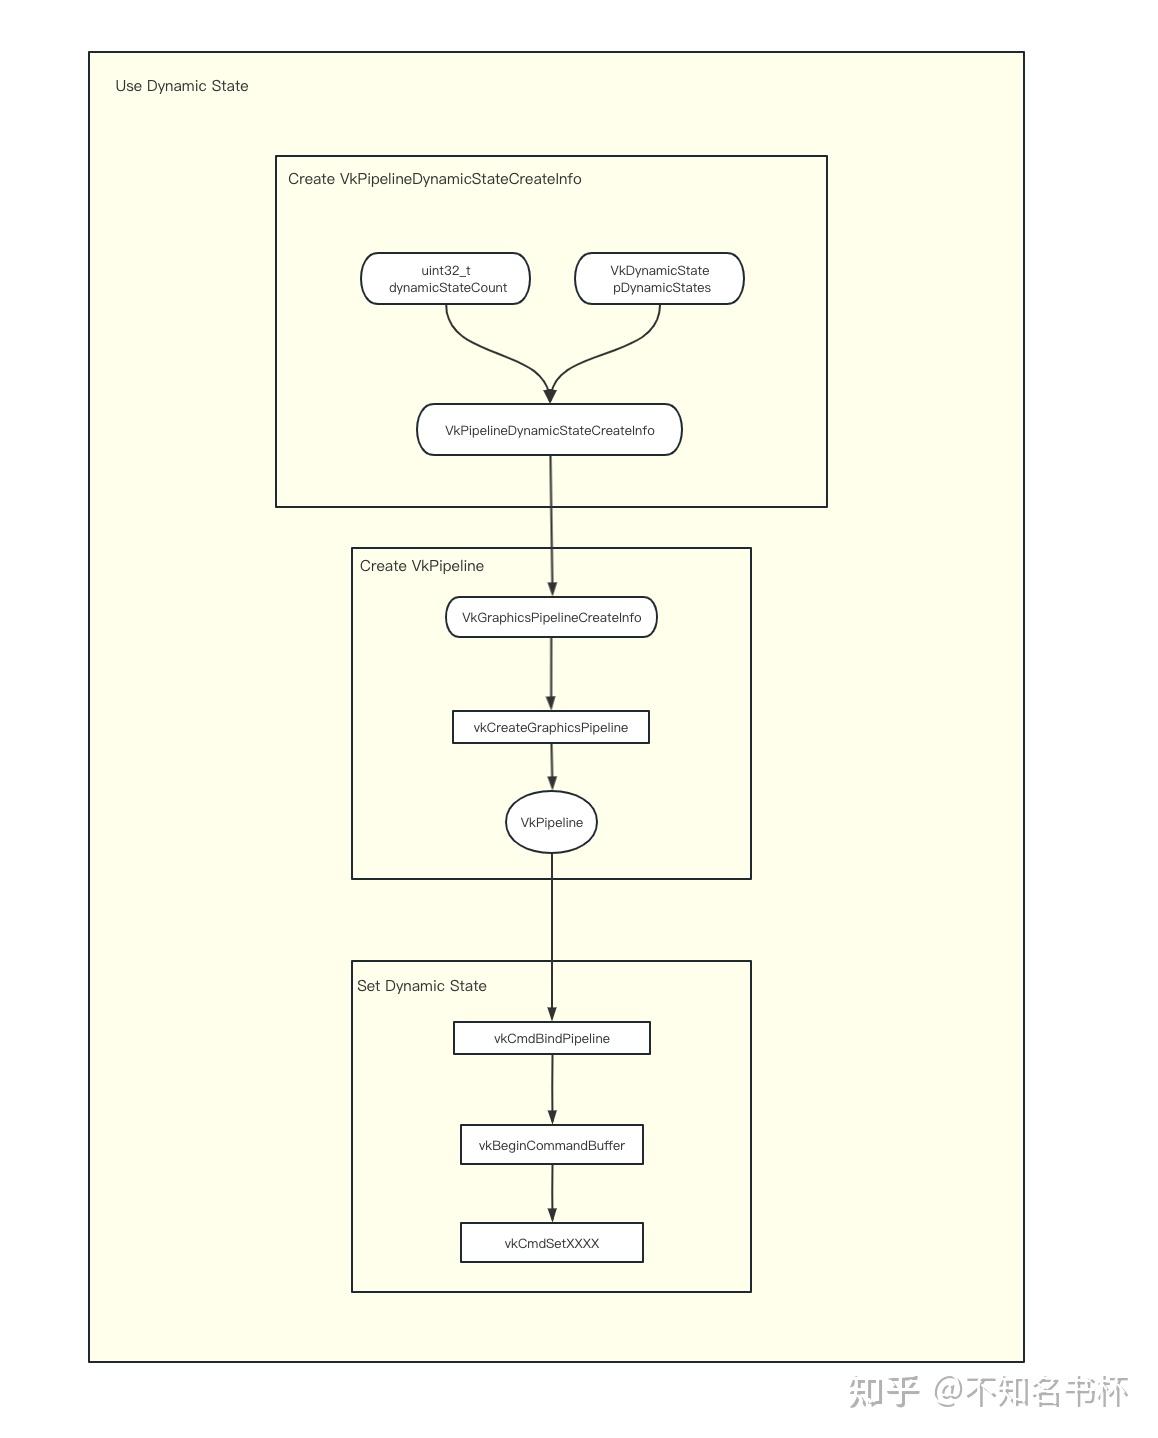 Use Dynamic State
Create VkPipelineDynamicStateCreateInfo
uint32_t
dynamicStateCount
VkDynamicState
pDynamicStates
VkPipelineDynamicStateCreateInfo
Create VkPipeline
VkGraphicsPipelineCreateInfo
vkCreateGraphicsPipeline
VkPipeline
Set Dynamic State
vkCmdBindPipeline
vkBeginCommandBuffer
vkCmdSetXXXX
知乎 @不知名书杯